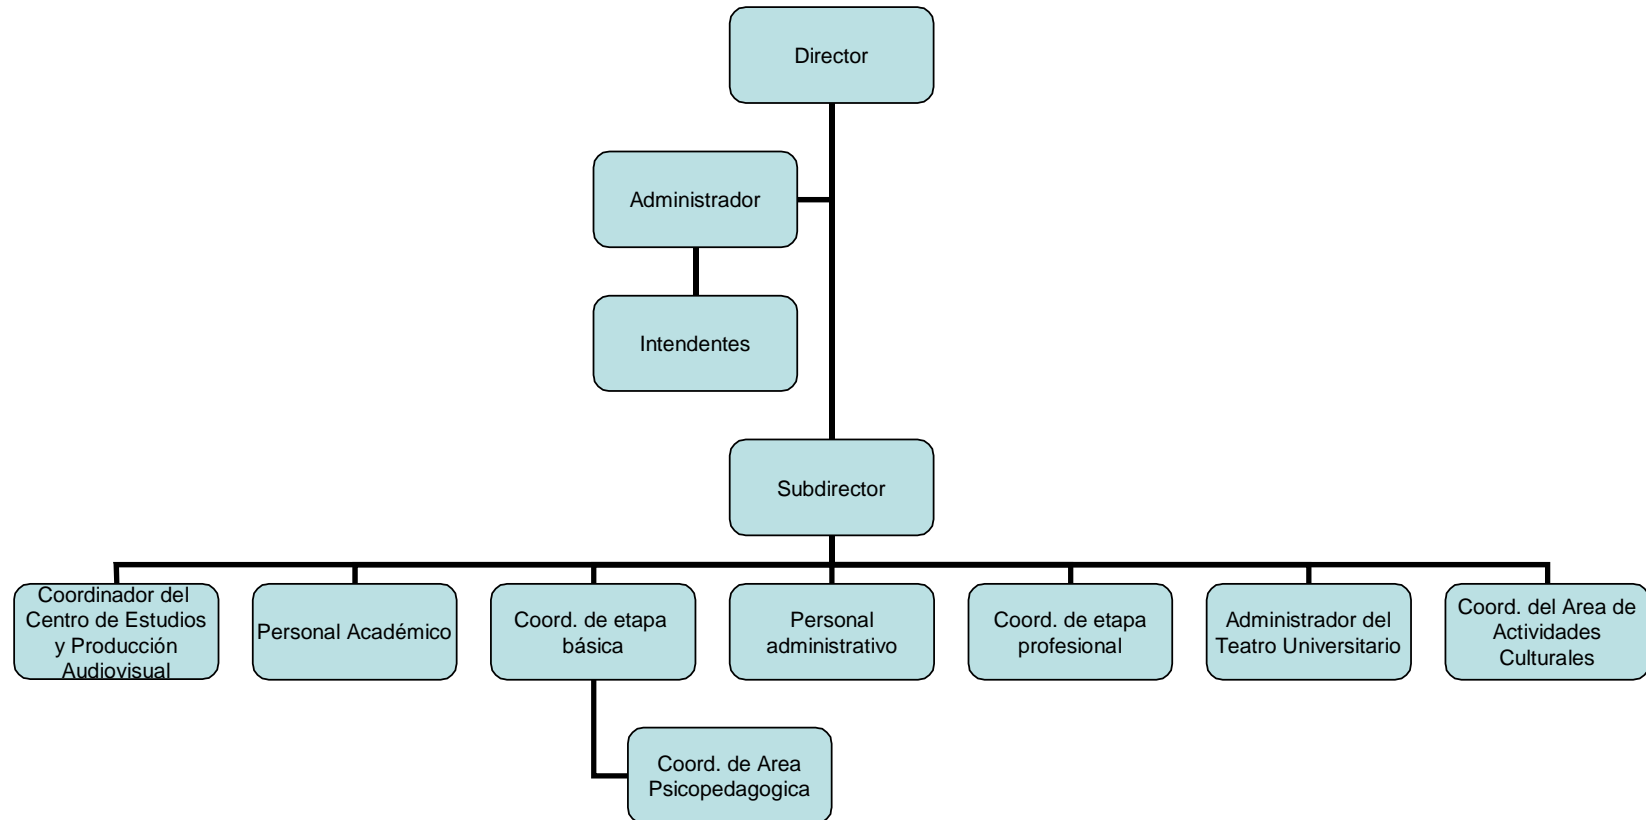 Director
Administrador
Intendentes
Subdirector
Coordinador del
Centro de Estudios
y Producción
Audiovisual
Personal Académico
Coord. de etapa
básica
Personal
administrativo
Coord. de etapa
profesional
Administrador del
Teatro Universitario
Coord. del Area de
Actividades
Culturales
Coord. de Area
Psicopedagogica